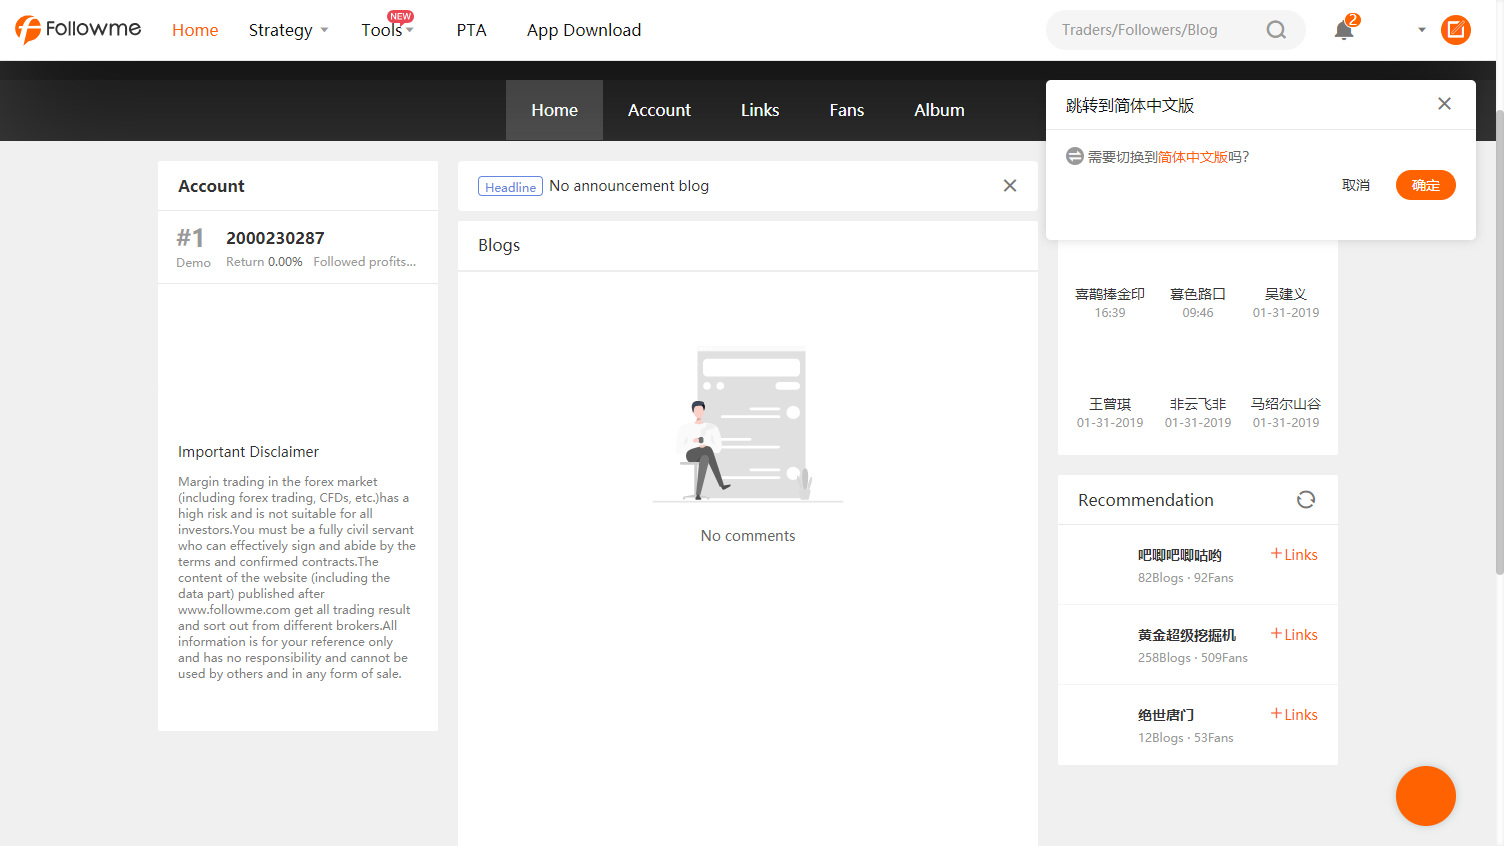 Followme
Home
Strategy
Tools
NEW
PTA
App Download
Traders/Followers/Blog
2
Home
Account
Links
Fans
Album
跳转到简体中文版
需要切换到简体中文版吗?
取消
确定
Account
#1
Demo
2000230287
Return 0.00% Followed profits...
Important Disclaimer
Margin trading in the forex market
(including forex trading, CFDs, etc.)has a
high risk and is not suitable for all
investors.You must be a fully civil servant
who can effectively sign and abide by the
terms and confirmed contracts.The
content of the website (including the
data part) published after
www.followme.com get all trading result
and sort out from different brokers.All
information is for your reference only
and has no responsibility and cannot be
used by others and in any form of sale.
Headline No announcement blog
Blogs
No comments
喜鹊捧金印 暮色路口 吴建义
16:39 09:46 01-31-2019
王曾琪 非云飞非 马绍尔山谷
01-31-2019 01-31-2019 01-31-2019
Recommendation
吧唧吧唧咕哟 Links
82Blogs · 92Fans
黄金超级挖掘机 Links
258Blogs · 509Fans
绝世唐门 Links
12Blogs · 53Fans